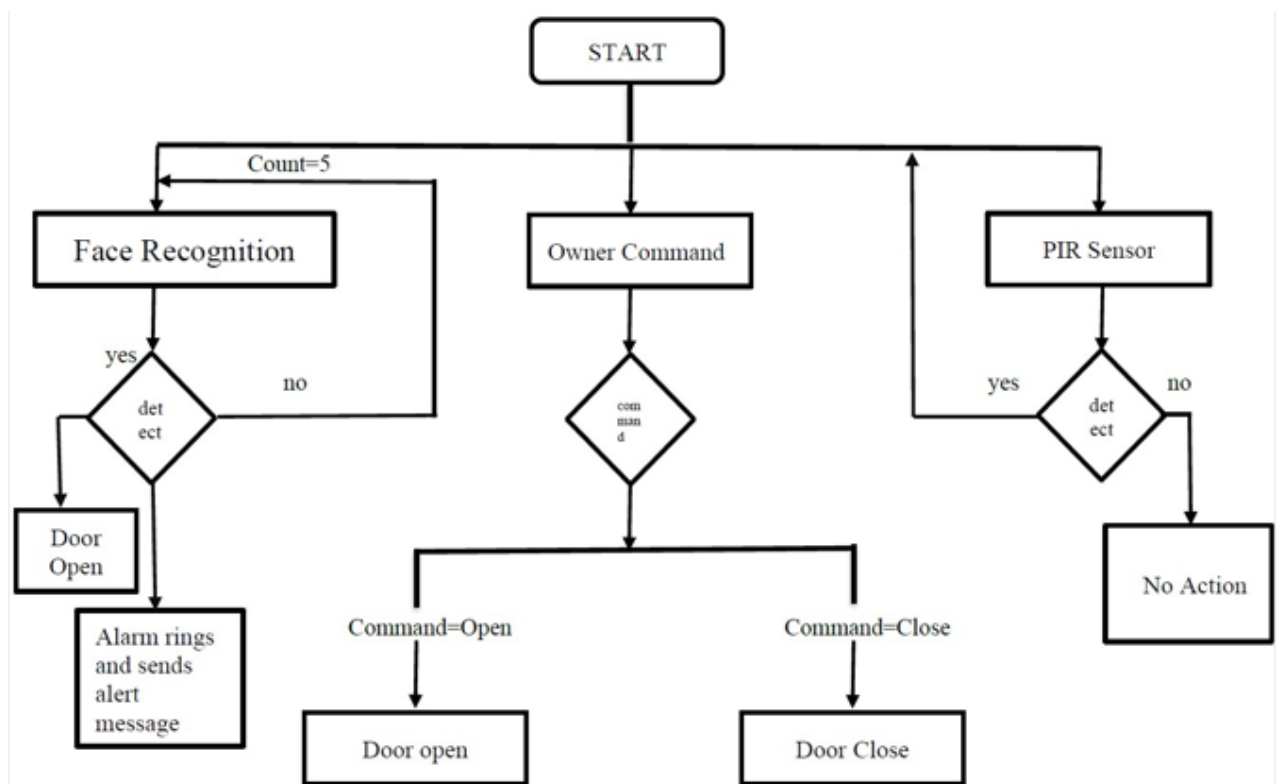 START
Count=5
Face Recognition
Owner Command
PIR Sensor
yes
no
det
ect
com
man
d
yes
no
det
ect
Door
Open
Alarm rings
and sends
alert
message
Command=Open
Command=Close
No Action
Door open
Door Close